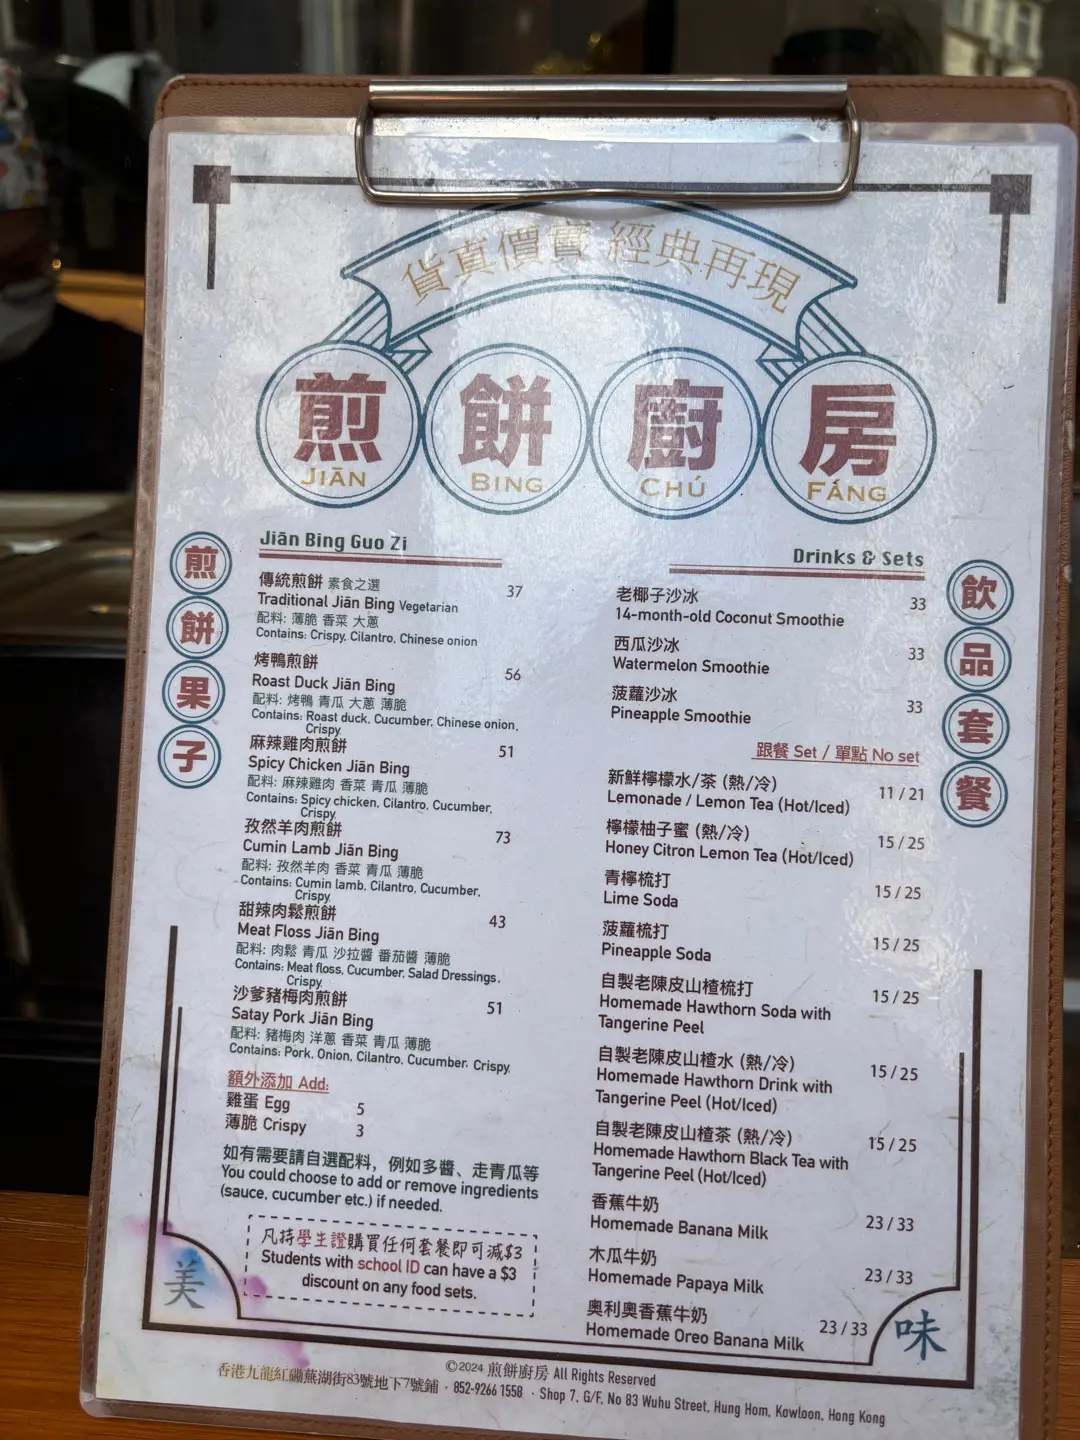 貨真價實 經典再現
煎 餅 廚 房
JIĀN BING CHÚ FÁNG
煎餅果子
Jiān Bing Guo Zi
傳統煎餅 素食之選 37
Traditional Jiān Bing Vegetarian
配料: 薄脆 香菜 大蔥
Contains: Crispy, Cilantro, Chinese onion
烤鴨煎餅 56
Roast Duck Jiān Bing
配料: 烤鴨 青瓜 大蔥 薄脆
Contains: Roast duck, Cucumber, Chinese onion,
Crispy
麻辣雞肉煎餅 51
Spicy Chicken Jiān Bing
配料: 麻辣雞肉 香菜 青瓜 薄脆
Contains: Spicy chicken, Cilantro, Cucumber,
Crispy
孜然羊肉煎餅 73
Cumin Lamb Jiān Bing
配料: 孜然羊肉 香菜 青瓜 薄脆
Contains: Cumin lamb, Cilantro, Cucumber,
Crispy
甜辣肉鬆煎餅 43
Meat Floss Jiān Bing
配料: 肉鬆 青瓜 沙拉醬 番茄醬 薄脆
Contains: Meat floss, Cucumber, Salad Dressings,
Crispy
沙爹豬梅肉煎餅 51
Satay Pork Jiān Bing
配料: 豬梅肉 洋蔥 香菜 青瓜 薄脆
Contains: Pork, Onion, Cilantro, Cucumber, Crispy
額外添加 Add:
雞蛋 Egg 5
薄脆 Crispy 3
如有需要請自選配料，例如多醬、走青瓜等
You could choose to add or remove ingredients
(sauce, cucumber etc.) if needed.
凡持學生證購買任何套餐即可減$3
Students with school ID can have a $3
discount on any food sets.
Drinks & Sets
飲品套餐
老椰子沙冰 33
14-month-old Coconut Smoothie
西瓜沙冰 33
Watermelon Smoothie
菠蘿沙冰 33
Pineapple Smoothie
跟餐 Set / 單點 No set
新鮮檸檬水/茶 (熱/冷) 11 / 21
Lemonade / Lemon Tea (Hot/Iced)
檸檬柚子蜜 (熱/冷) 15 / 25
Honey Citron Lemon Tea (Hot/Iced)
青檸梳打 15 / 25
Lime Soda
菠蘿梳打 15 / 25
Pineapple Soda
自製老陳皮山楂梳打 15 / 25
Homemade Hawthorn Soda with
Tangerine Peel
自製老陳皮山楂水 (熱/冷) 15 / 25
Homemade Hawthorn Drink with
Tangerine Peel (Hot/Iced)
自製老陳皮山楂茶 (熱/冷) 15 / 25
Homemade Hawthorn Black Tea with
Tangerine Peel (Hot/Iced)
香蕉牛奶 23 / 33
Homemade Banana Milk
木瓜牛奶 23 / 33
Homemade Papaya Milk
奧利奧香蕉牛奶 23 / 33
Homemade Oreo Banana Milk
美 味
©2024 煎餅廚房 All Rights Reserved
香港九龍紅磡蕪湖街83號地下7號鋪 · 852-9266 1558 · Shop 7, G/F, No 83 Wuhu Street, Hung Hom, Kowloon, Hong Kong